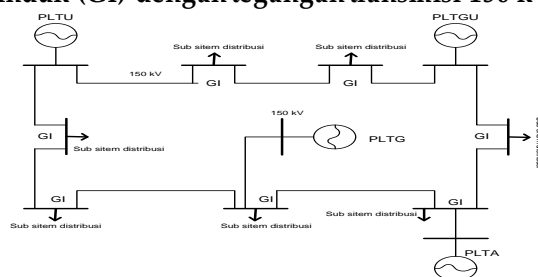 Induk (GI) dengan tegangan transmisi 150 k
PLTU
PLTGU
Sub sitem distribusi
Sub sitem distribusi
150 kV
GI
GI
150 kV
GI
PLTG
GI
Sub sitem distribusi
GI
GI
GI
Sub sitem distribusi
Sub sitem distribusi
Sub sitem distribusi
PLTA